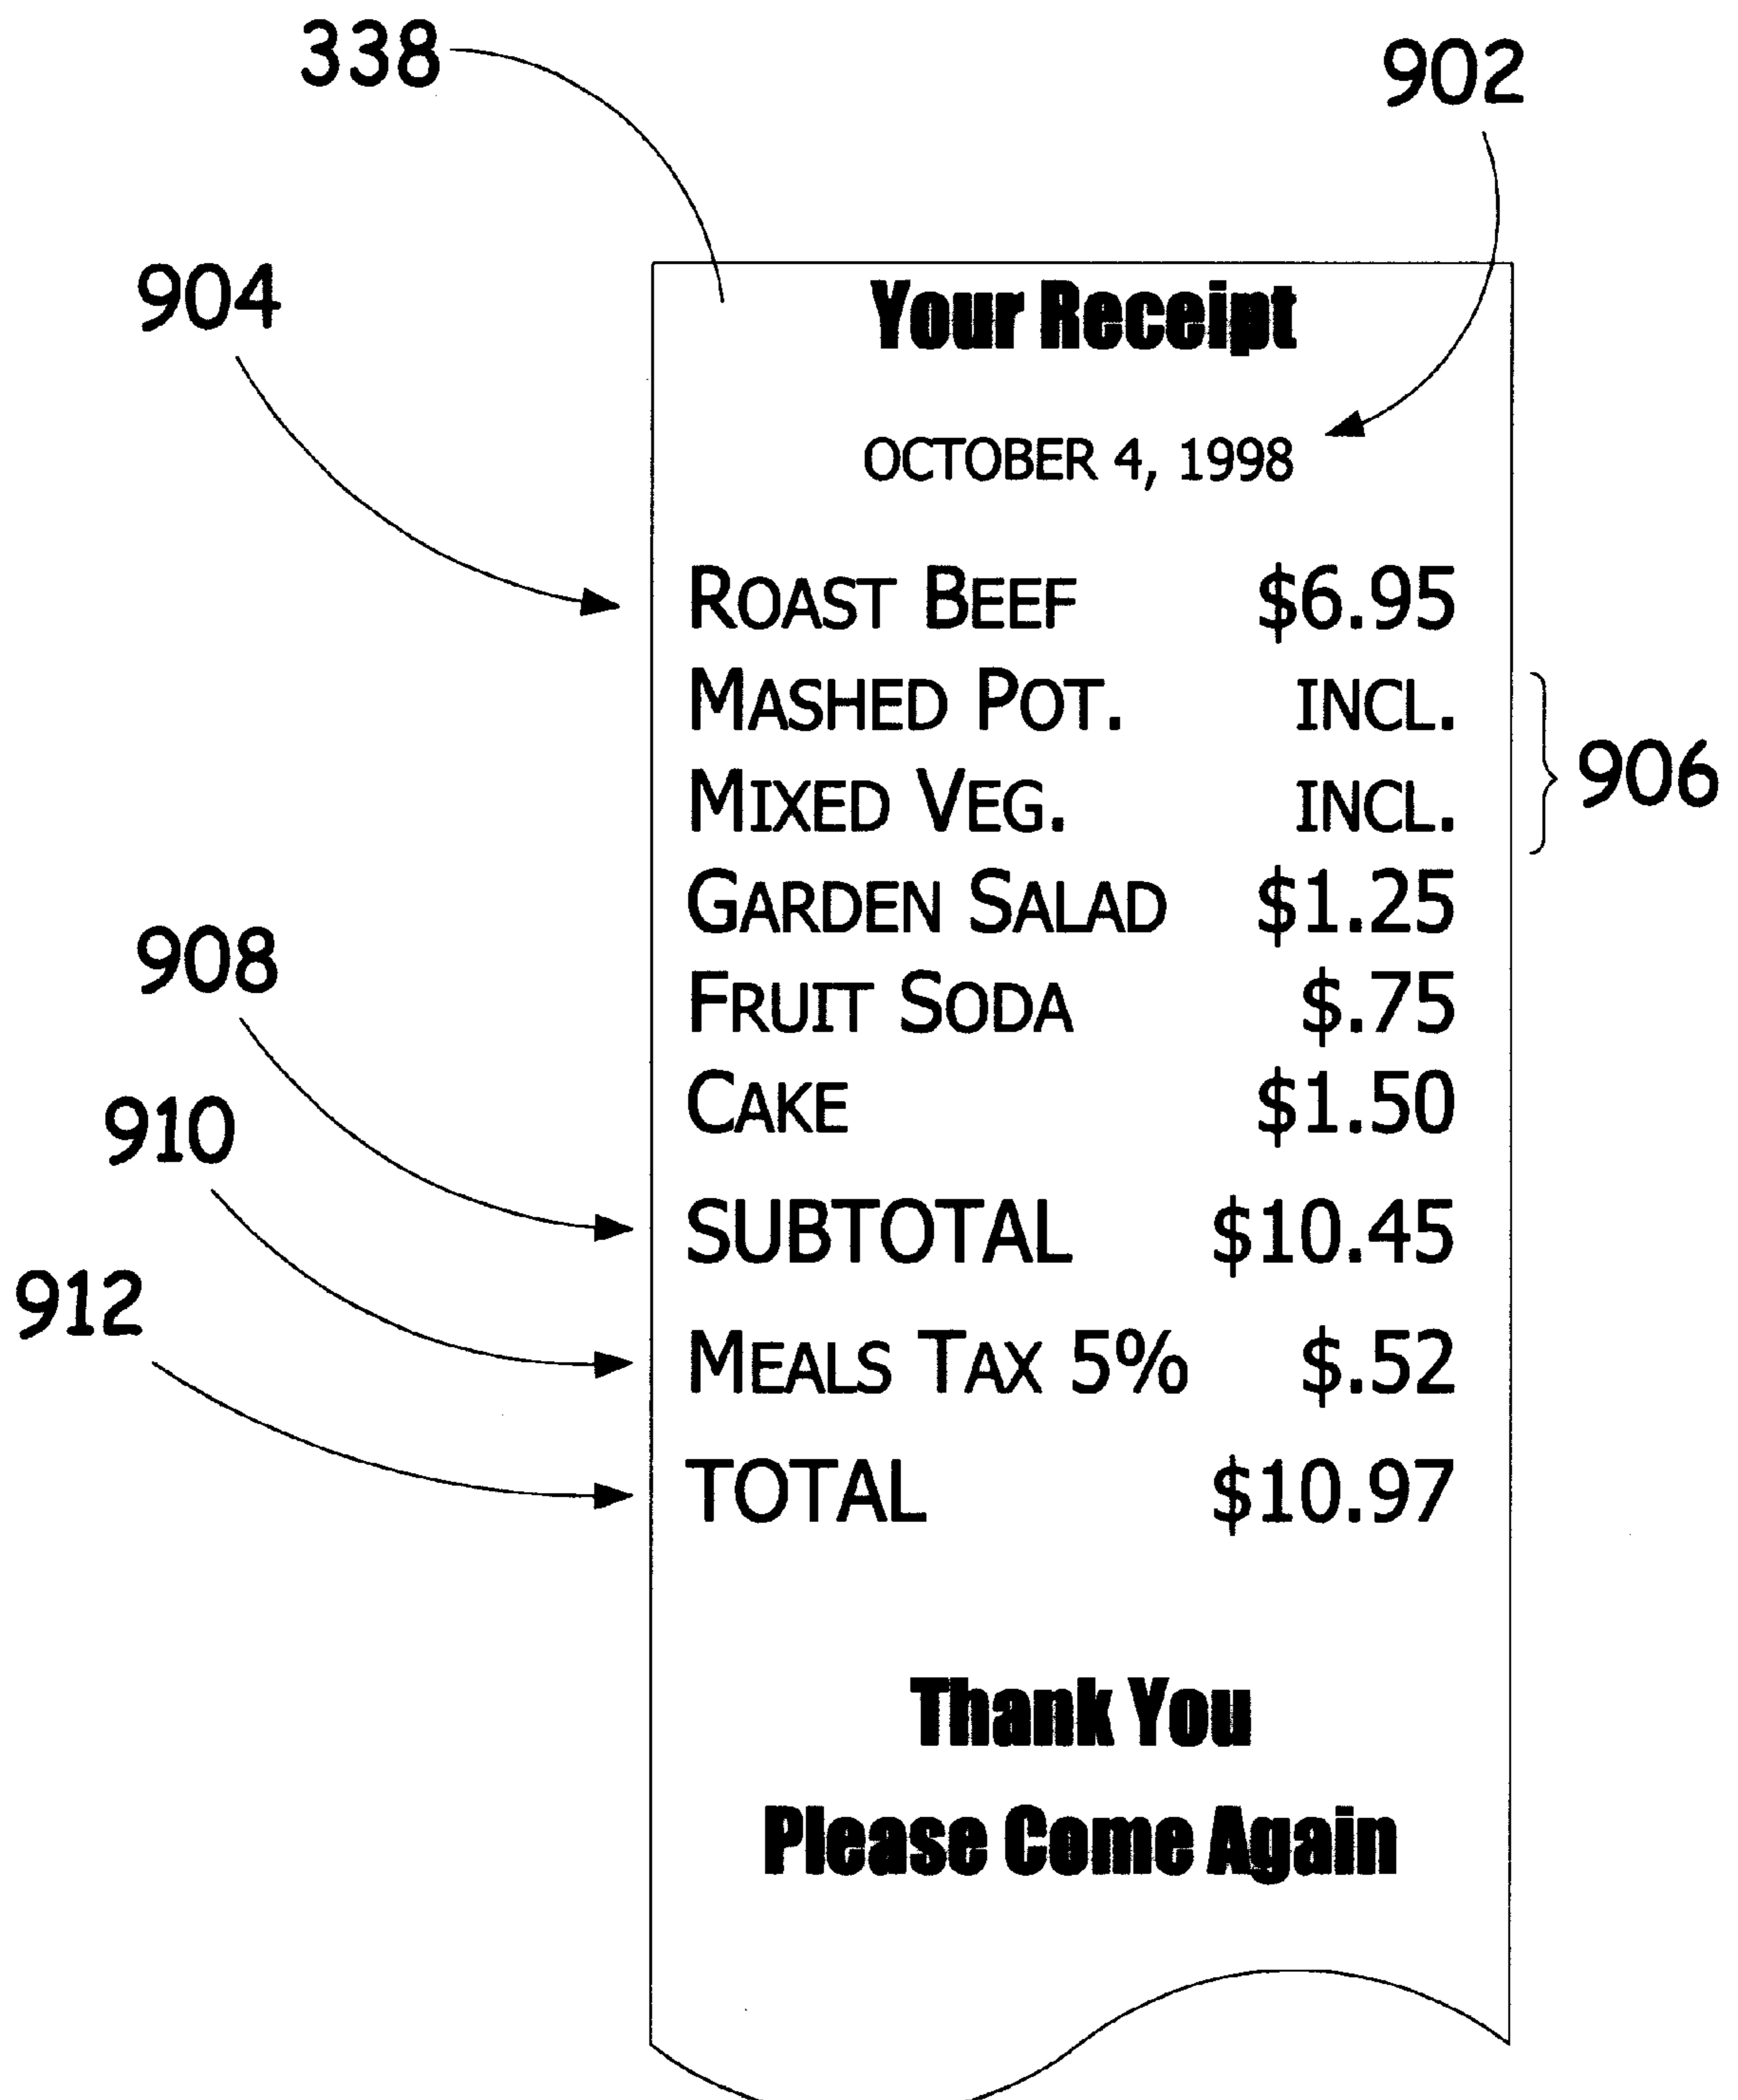 338
902
904
Your Receipt
OCTOBER 4, 1998
ROAST BEEF $6.95
MASHED POT. INCL.
906
MIXED VEG. INCL.
GARDEN SALAD $1.25
908
FRUIT SODA $.75
910
CAKE $1.50
SUBTOTAL $10.45
912
MEALS TAX 5% $.52
TOTAL $10.97
Thank You
Please Come Again